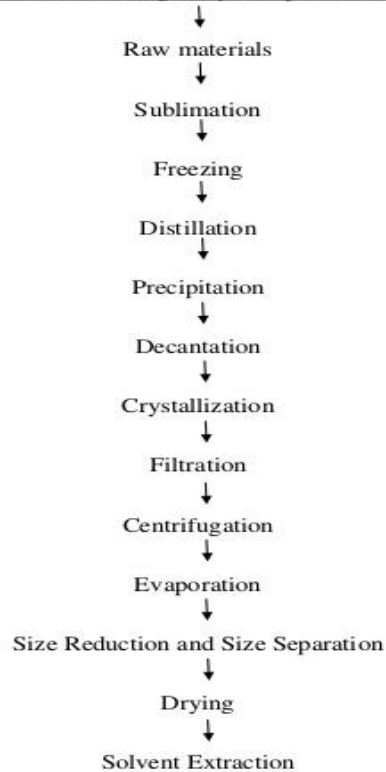 Raw materials
Sublimation
Freezing
Distillation
Precipitation
Decantation
Crystallization
Filtration
Centrifugation
Evaporation
Size Reduction and Size Separation
Drying
Solvent Extraction